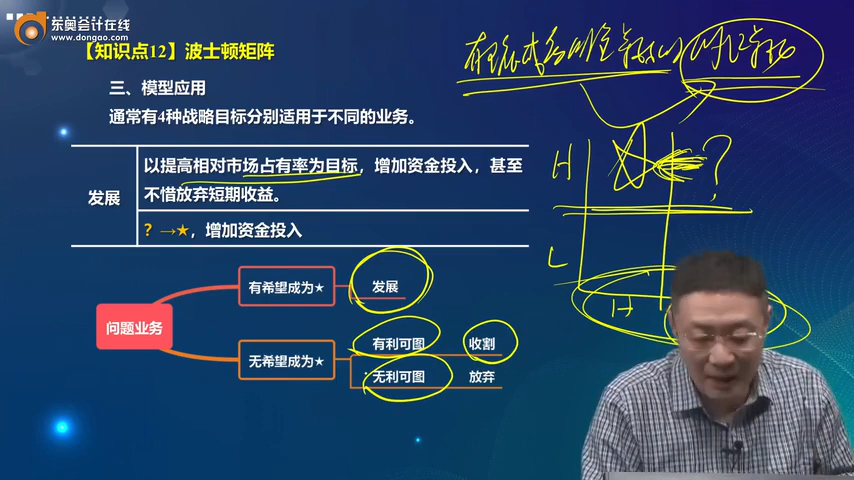 东奥会计在线
www.dongao.com
【知识点12】波士顿矩阵
三、模型应用
通常有4种战略目标分别适用于不同的业务。
发展
以提高相对市场占有率为目标，增加资金投入，甚至
不惜放弃短期收益。
？→★，增加资金投入
问题业务
有希望成为★
发展
无希望成为★
有利可图
收割
无利可图
放弃
H
?
L
H